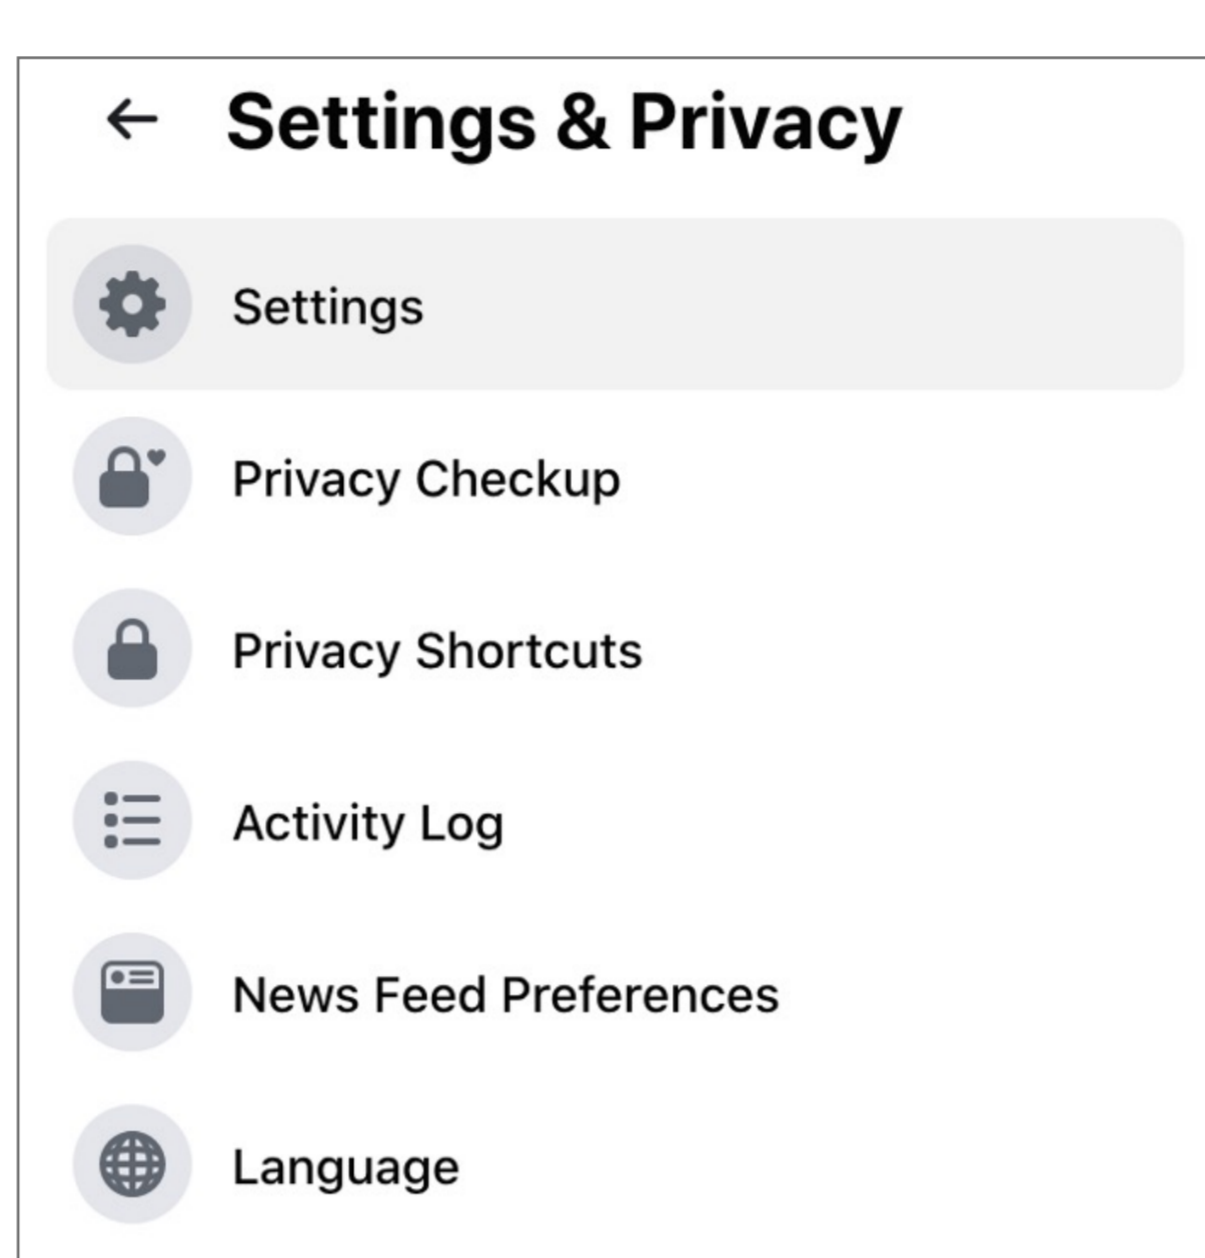 Settings & Privacy
Settings
Privacy Checkup
Privacy Shortcuts
Activity Log
News Feed Preferences
Language